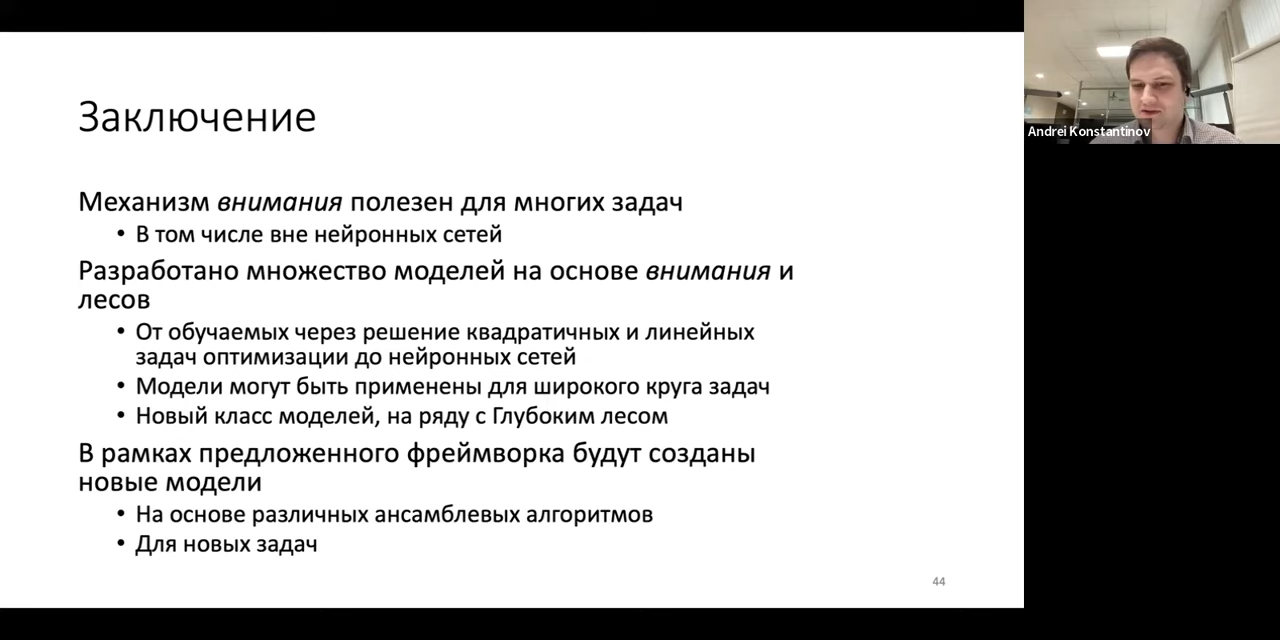 Заключение
Механизм внимания полезен для многих задач
• В том числе вне нейронных сетей
Разработано множество моделей на основе внимания и
лесов
• От обучаемых через решение квадратичных и линейных
задач оптимизации до нейронных сетей
• Модели могут быть применены для широкого круга задач
• Новый класс моделей, на ряду с Глубоким лесом
В рамках предложенного фреймворка будут созданы
новые модели
• На основе различных ансамблевых алгоритмов
• Для новых задач
44
Andrei Konstantinov